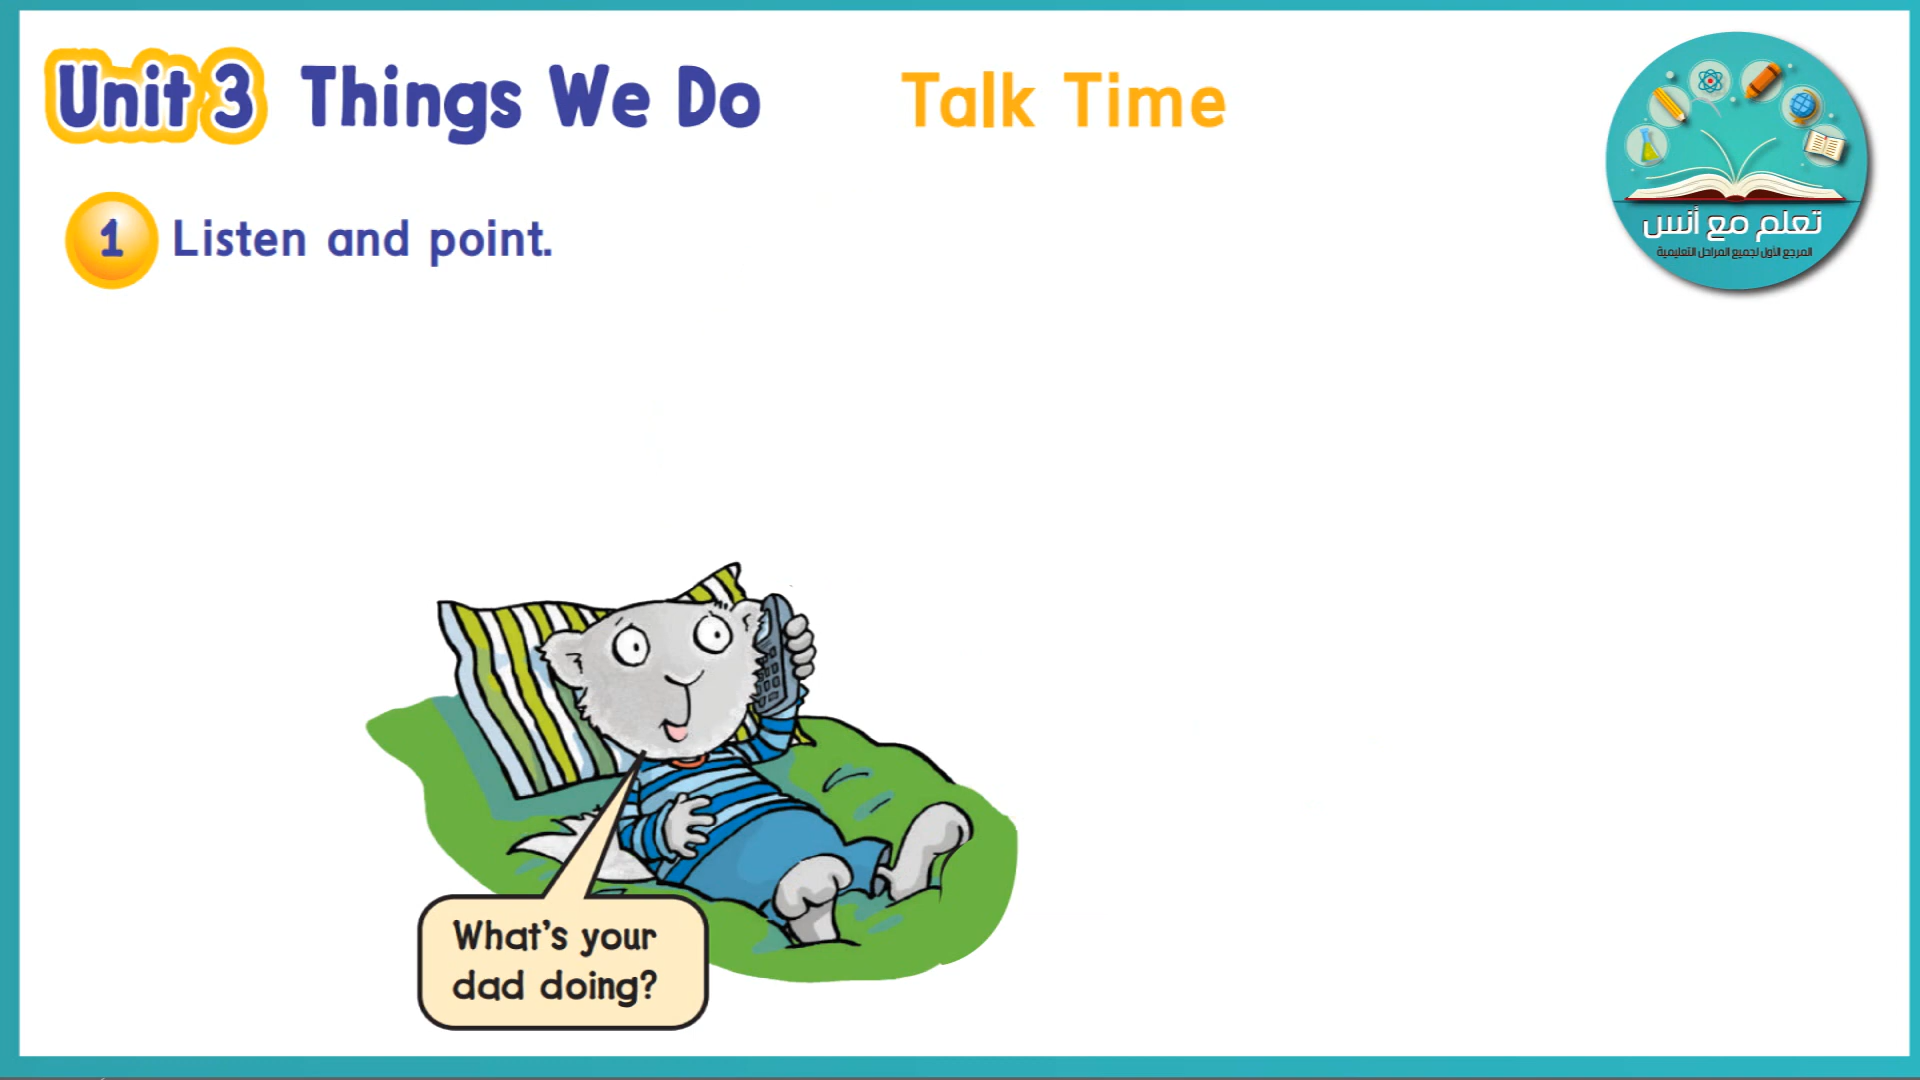 Unit 3 Things We Do Talk Time
تعلم مع أنس
المرجع الأول لجميع المراحل التعليمية
1 Listen and point.
What's your
dad doing?